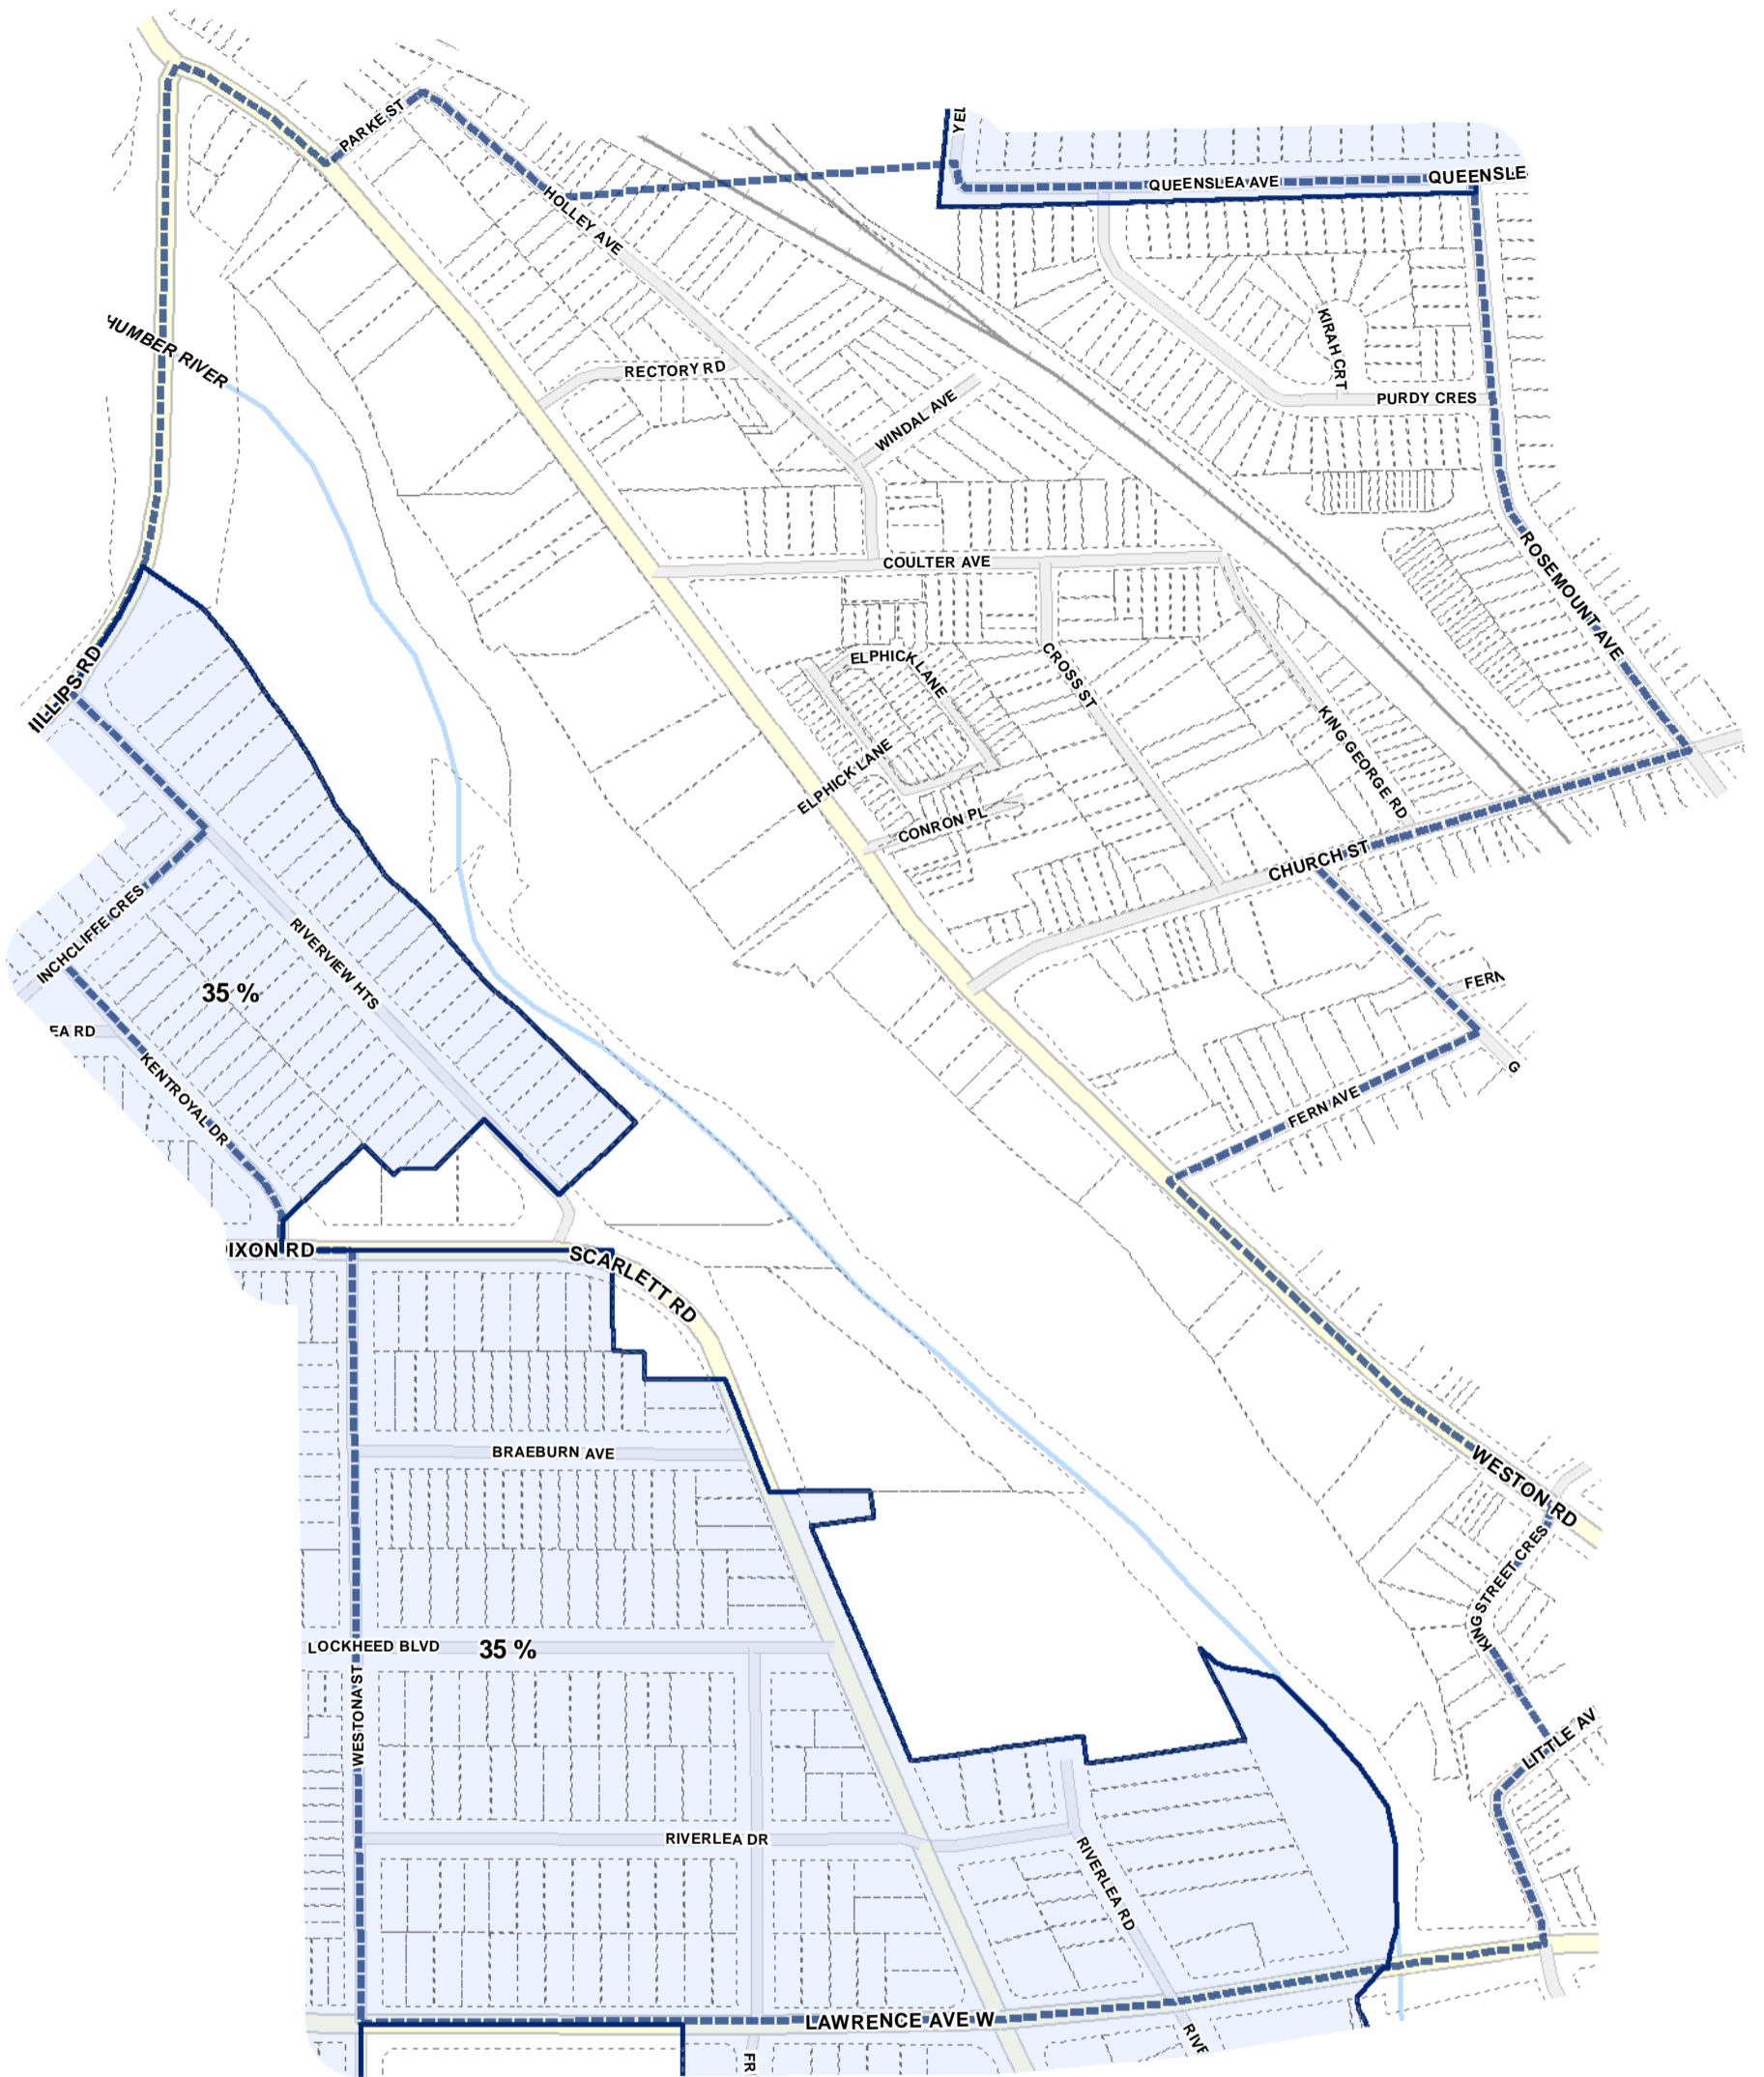 PARKE ST
YEL
QUEENSLEA AVE
QUEENSLE
HOLLEY AVE
HUMBER RIVER
RECTORY RD
KIRAH CRT
PURDY CRES
WINDAL AVE
COULTER AVE
ROSEMOUNT AVE
ILLIPS RD
ELPHICK LANE
CROSS ST
KING GEORGE RD
ELPHICK LANE
CONRON PL
CHURCH ST
INCHCLIFFE CRES
RIVERVIEW HTS
35 %
FERN
EA RD
KENTROYAL DR
G
FERN AVE
DIXON RD
SCARLETT RD
BRAEBURN AVE
WESTON RD
KING STREET CRES
LOCKHEED BLVD
35 %
WESTONA ST
LITTLE AV
RIVERLEA DR
RIVERLEA RD
LAWRENCE AVE W
FR
RIVE